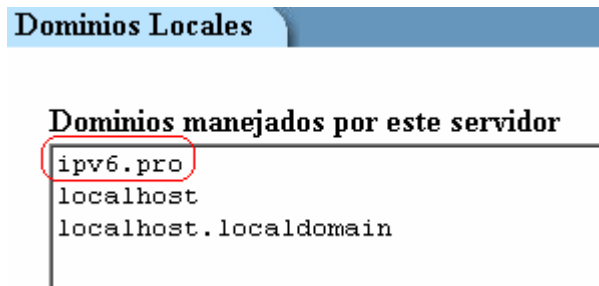 Dominios Locales
Dominios manejados por este servidor
ipv6.pro
localhost
localhost.localdomain